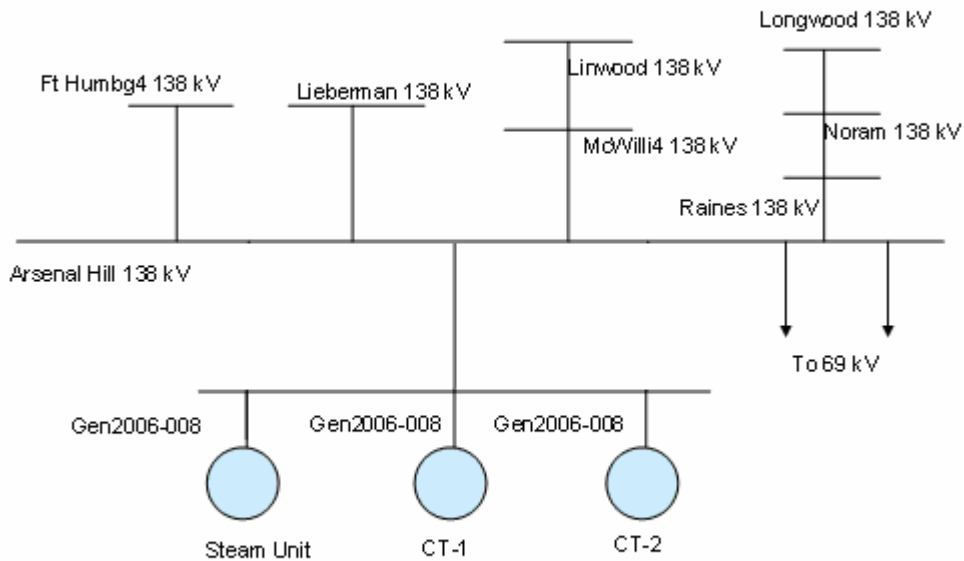 Longwood 138 kV
Ft Humbg4 138 kV
Lieberman 138 kV
Linwood 138 kV
Noram 138 kV
McWilli4 138 kV
Raines 138 kV
Arsenal Hill 138 kV
To 69 kV
Gen2006-008
Gen2006-008
Gen2006-008
Steam Unit
CT-1
CT-2